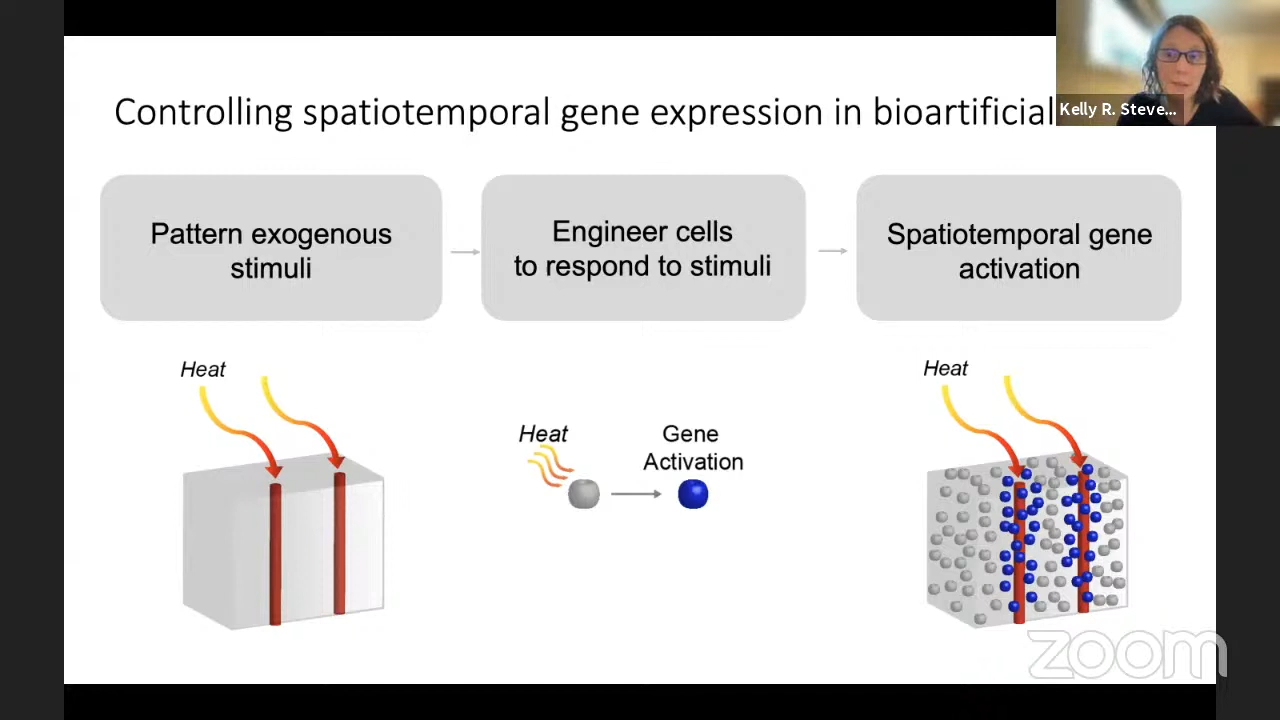 Controlling spatiotemporal gene expression in bioartificial
Kelly R. Steve...
Pattern exogenous
stimuli
Engineer cells
to respond to stimuli
Spatiotemporal gene
activation
Heat
Heat
Gene
Activation
Heat
zoom